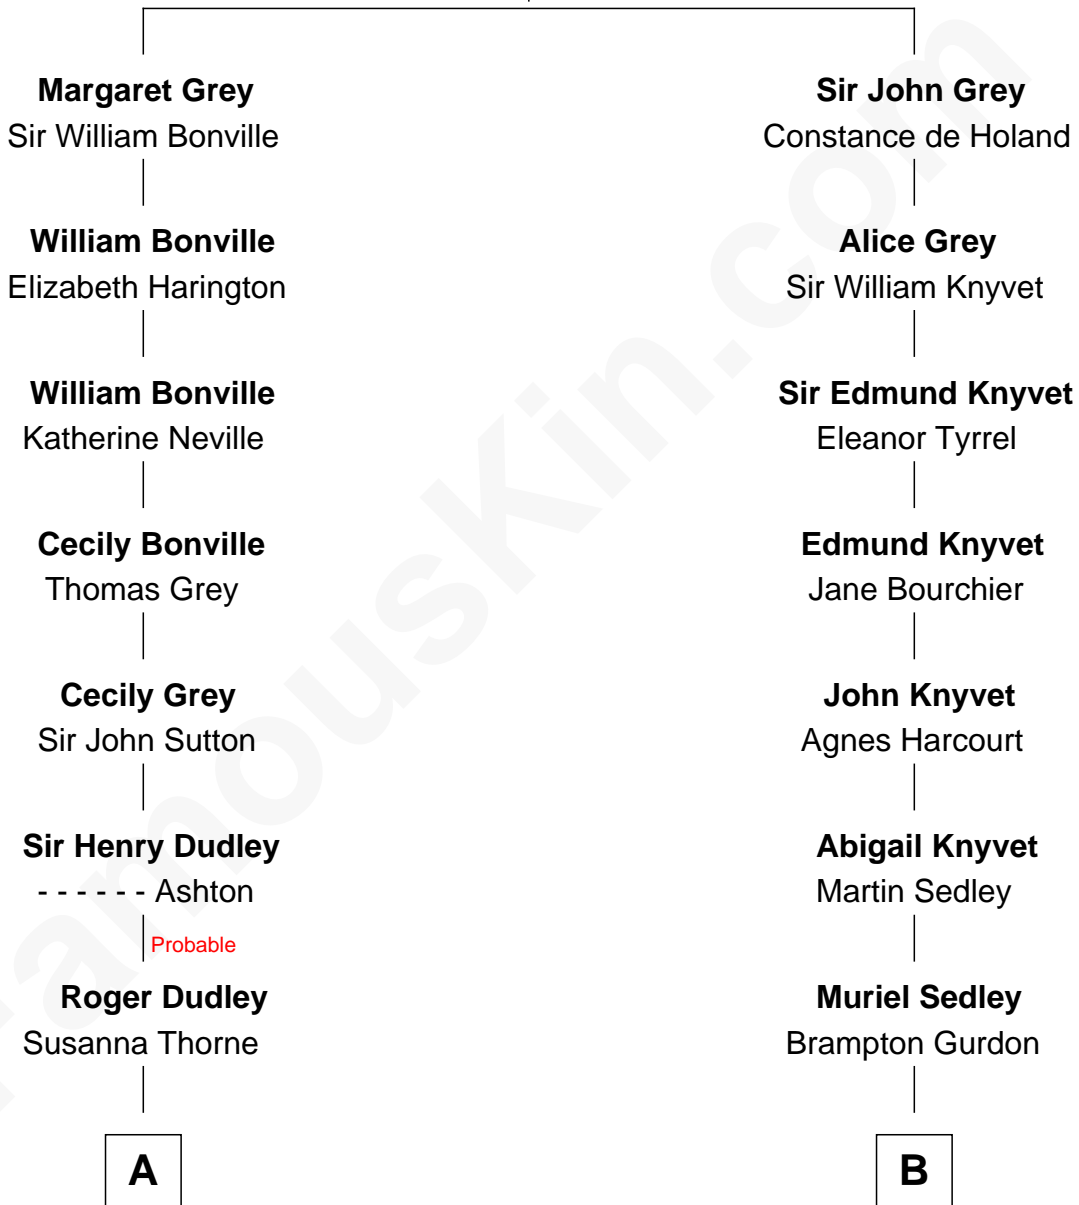 Margaret Grey
Sir William Bonville
Sir John Grey
Constance de Holand
William Bonville
Elizabeth Harington
Alice Grey
Sir William Knyvet
William Bonville
Katherine Neville
Sir Edmund Knyvet
Eleanor Tyrrel
Cecily Bonville
Thomas Grey
Edmund Knyvet
Jane Bourchier
Cecily Grey
Sir John Sutton
John Knyvet
Agnes Harcourt
Sir Henry Dudley
- - - - - - Ashton
Abigail Knyvet
Martin Sedley
Probable
Roger Dudley
Susanna Thorne
Muriel Sedley
Brampton Gurdon
A
B
FamousKin.com